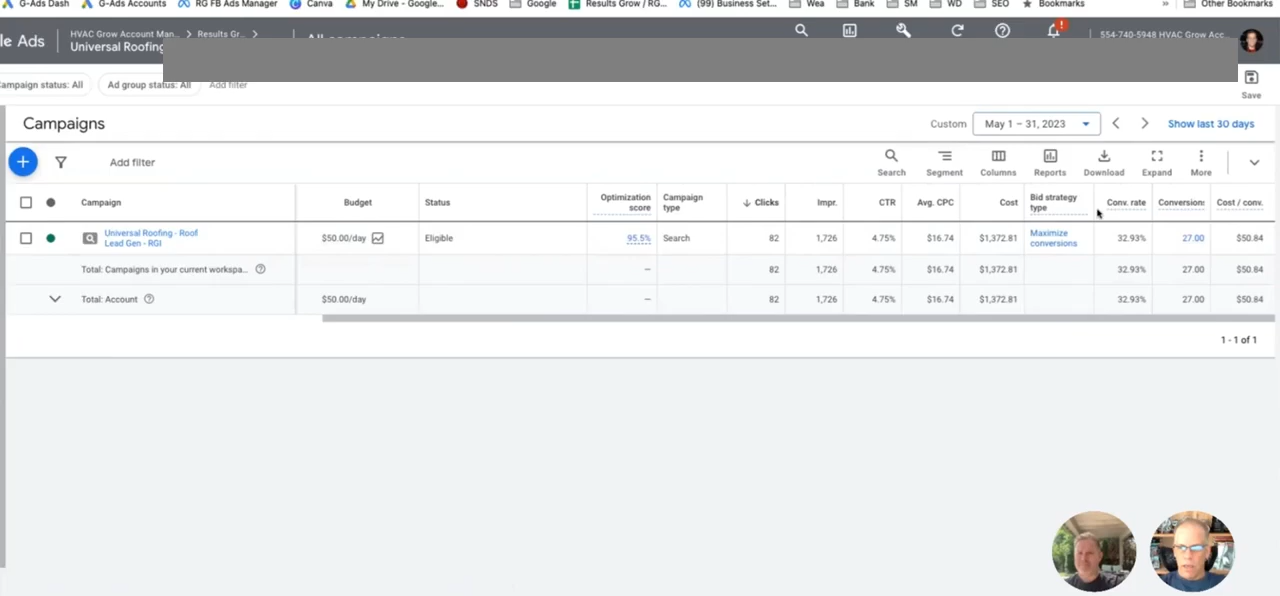 G-Ads Dash G-Ads Accounts RG FB Ads Manager Canva My Drive - Google... SNDS Google Results Grow / RG... (99) Business Set... Wea Bank SM WD SEO Bookmarks » Other Bookmarks
le Ads HVAC Grow Account Man... Results Gr... All campaigns 554-740-5948 HVAC Grow Acc...
Universal Roofing
Campaign status: All Ad group status: All Add filter
Save
Campaigns Custom May 1 – 31, 2023 Show last 30 days
Add filter Search Segment Columns Reports Download Expand More
Campaign Budget Status Optimization score Campaign type Clicks Impr. CTR Avg. CPC Cost Bid strategy type Conv. rate Conversions Cost / conv.
Universal Roofing - Roof Lead Gen - RGI $50.00/day Eligible 95.5% Search 82 1,726 4.75% $16.74 $1,372.81 Maximize conversions 32.93% 27.00 $50.84
Total: Campaigns in your current workspa... – 82 1,726 4.75% $16.74 $1,372.81 32.93% 27.00 $50.84
Total: Account $50.00/day – 82 1,726 4.75% $16.74 $1,372.81 32.93% 27.00 $50.84
1 - 1 of 1